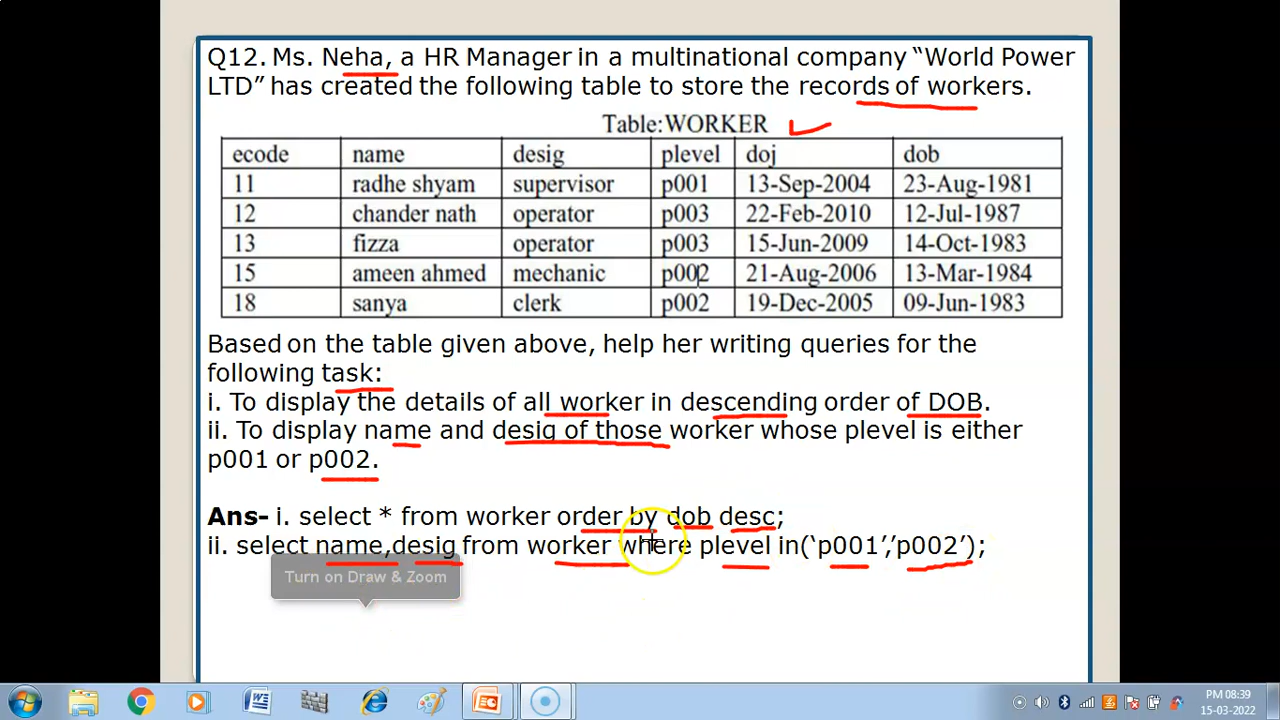 Q12. Ms. Neha, a HR Manager in a multinational company “World Power
LTD” has created the following table to store the records of workers.
Table:WORKER
ecode name desig plevel doj dob
11 radhe shyam supervisor p001 13-Sep-2004 23-Aug-1981
12 chander nath operator p003 22-Feb-2010 12-Jul-1987
13 fizza operator p003 15-Jun-2009 14-Oct-1983
15 ameen ahmed mechanic p002 21-Aug-2006 13-Mar-1984
18 sanya clerk p002 19-Dec-2005 09-Jun-1983
Based on the table given above, help her writing queries for the
following task:
i. To display the details of all worker in descending order of DOB.
ii. To display name and desig of those worker whose plevel is either
p001 or p002.
Ans- i. select * from worker order by dob desc;
ii. select name,desig from worker where plevel in(‘p001’,’p002’);
Turn on Draw & Zoom
PM 08:39
15-03-2022